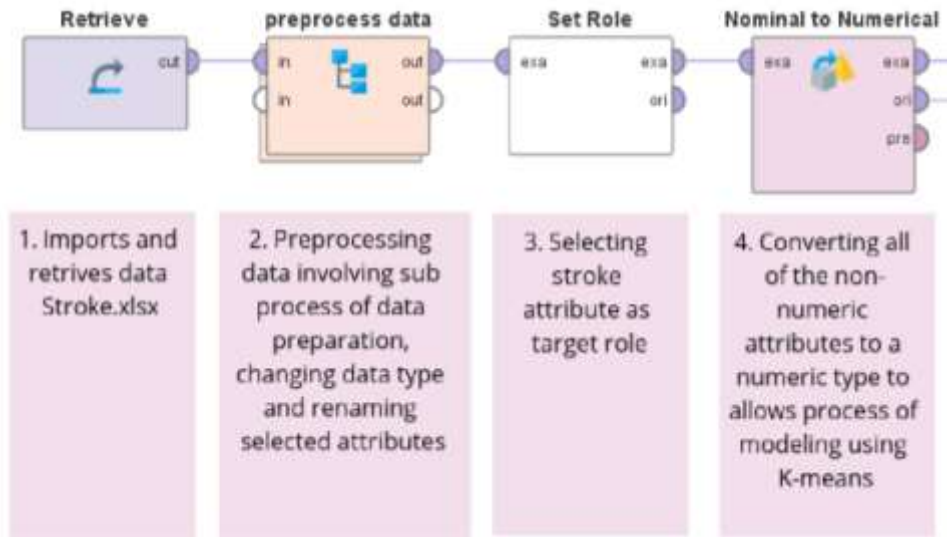 Retrieve
preprocess data
Set Role
Nominal to Numerical
out
in
out
in
out
exa
exa
ori
exa
exa
ori
pre
1. Imports and
retrives data
Stroke.xlsx
2. Preprocessing
data involving sub
process of data
preparation,
changing data type
and renaming
selected attributes
3. Selecting
stroke
attribute as
target role
4. Converting all
of the non-
numeric
attributes to a
numeric type to
allows process of
modeling using
K-means